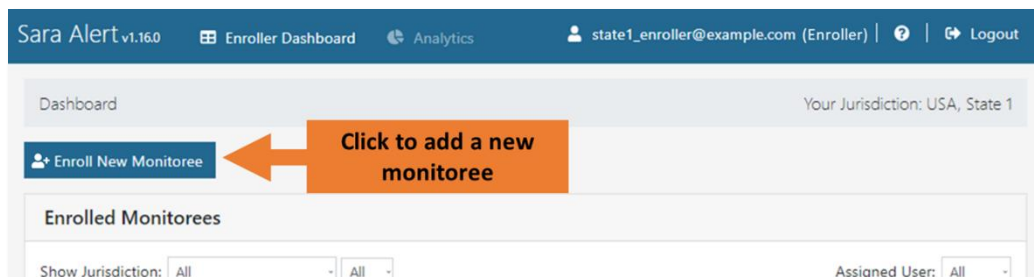 Sara Alert v1.16.0 Enroller Dashboard Analytics state1_enroller@example.com (Enroller) | ? | Logout
Dashboard Your Jurisdiction: USA, State 1
Enroll New Monitoree
Click to add a new
monitoree
Enrolled Monitorees
Show Jurisdiction: All All Assigned User: All